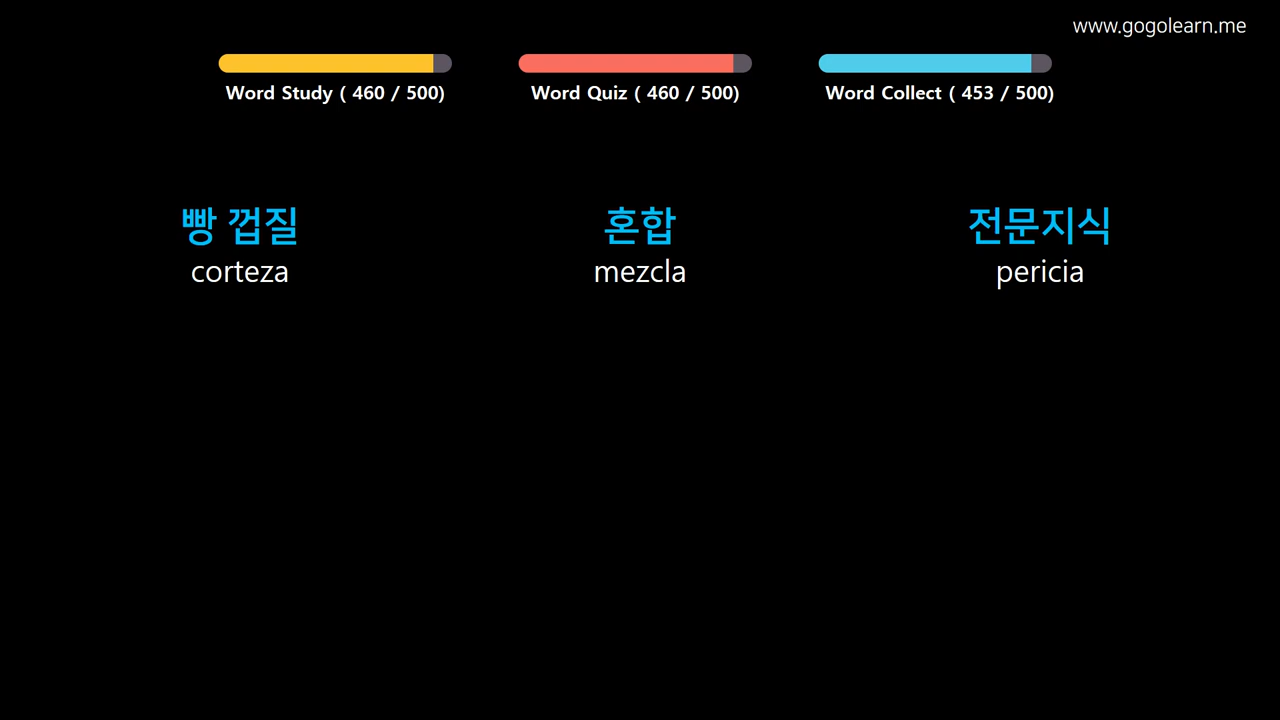 www.gogolearn.me
Word Study ( 460 / 500)
Word Quiz ( 460 / 500)
Word Collect ( 453 / 500)
빵 껍질
corteza
혼합
mezcla
전문지식
pericia